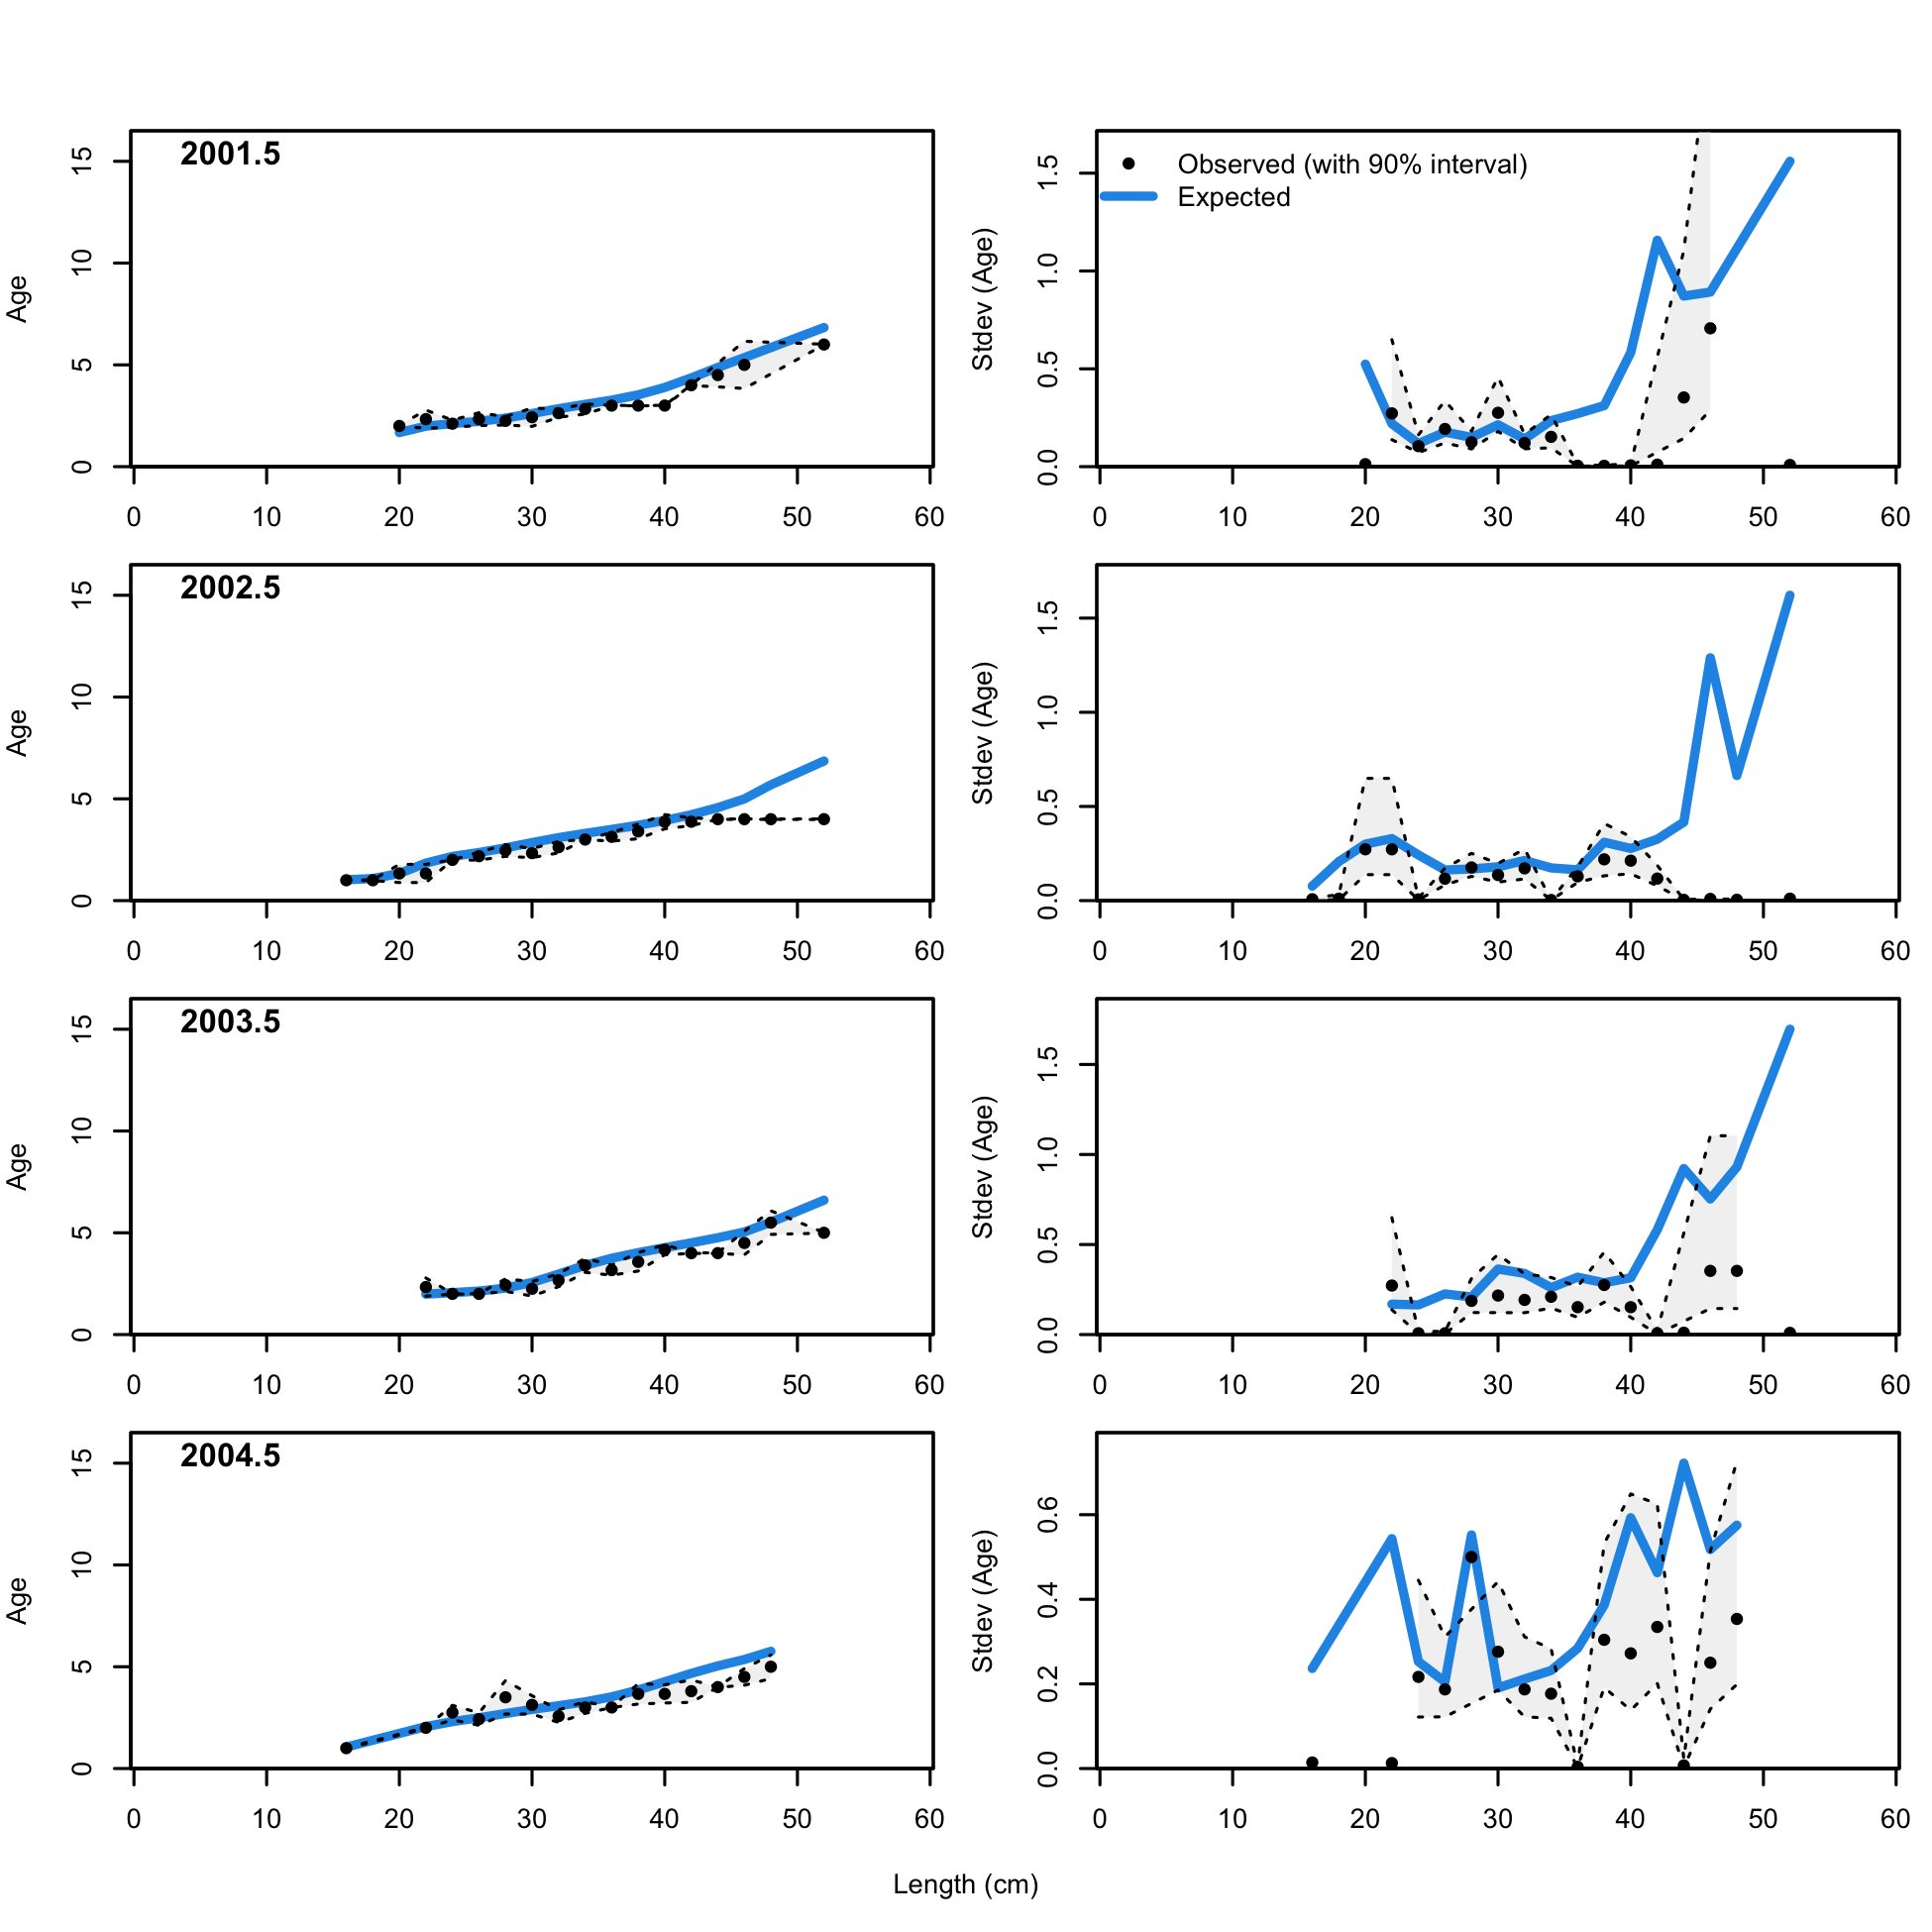 2001.5
Age
0 5 10 15
0 10 20 30 40 50 60
Observed (with 90% interval)
Expected
Stdev (Age)
0.0 0.5 1.0 1.5
0 10 20 30 40 50 60
2002.5
Age
0 5 10 15
0 10 20 30 40 50 60
Stdev (Age)
0.0 0.5 1.0 1.5
0 10 20 30 40 50 60
2003.5
Age
0 5 10 15
0 10 20 30 40 50 60
Stdev (Age)
0.0 0.5 1.0 1.5
0 10 20 30 40 50 60
2004.5
Age
0 5 10 15
0 10 20 30 40 50 60
Stdev (Age)
0.0 0.2 0.4 0.6
0 10 20 30 40 50 60
Length (cm)